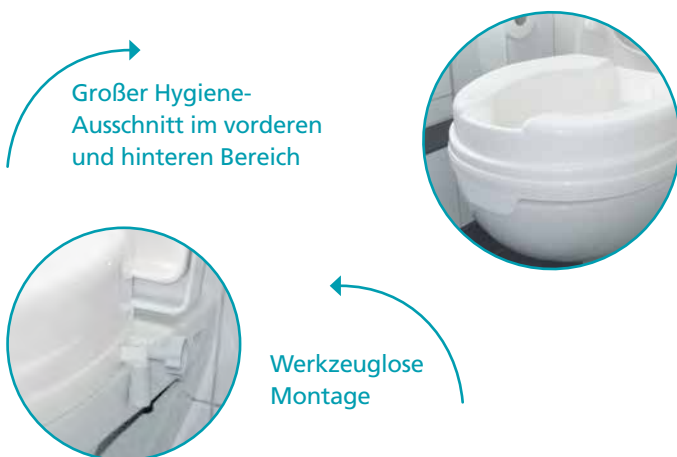 Großer Hygiene-
Ausschnitt im vorderen
und hinteren Bereich
Werkzeuglose
Montage